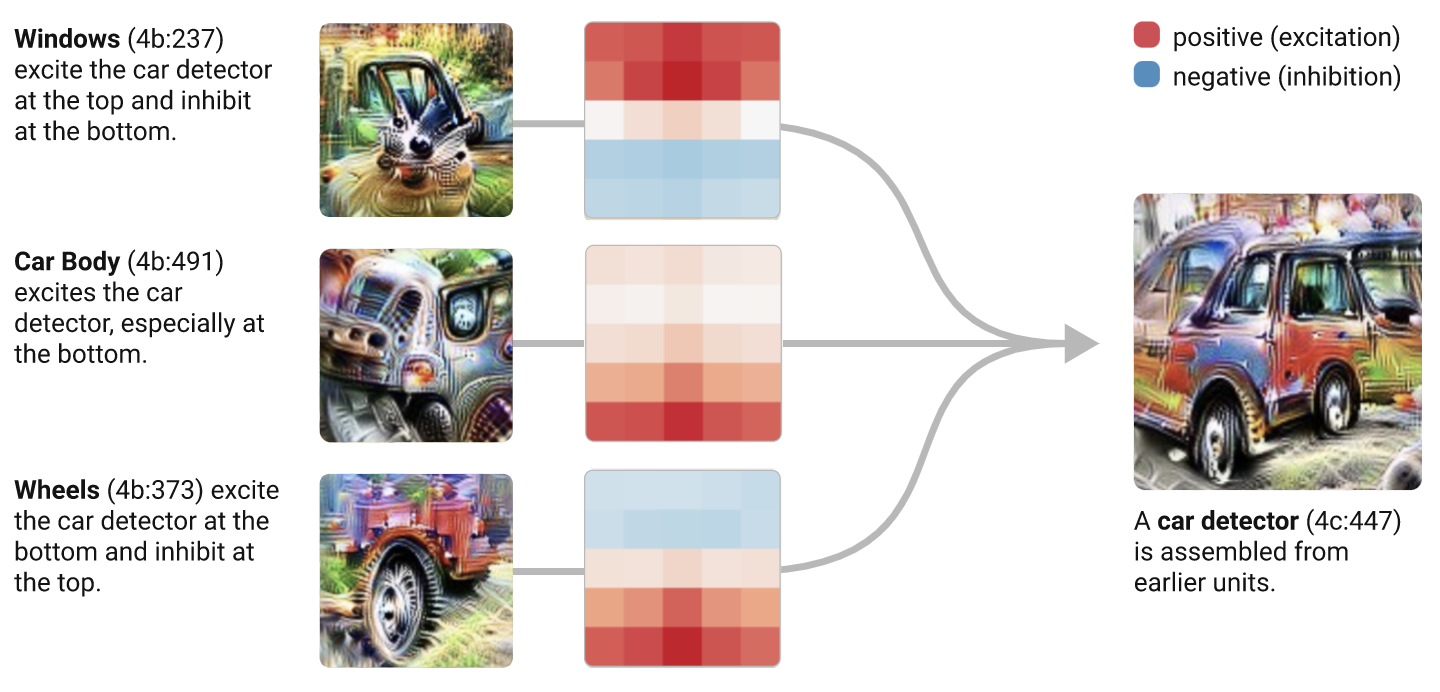 Windows (4b:237)
excite the car detector
at the top and inhibit
at the bottom.
Car Body (4b:491)
excites the car
detector, especially at
the bottom.
Wheels (4b:373) excite
the car detector at the
bottom and inhibit at
the top.
positive (excitation)
negative (inhibition)
A car detector (4c:447)
is assembled from
earlier units.